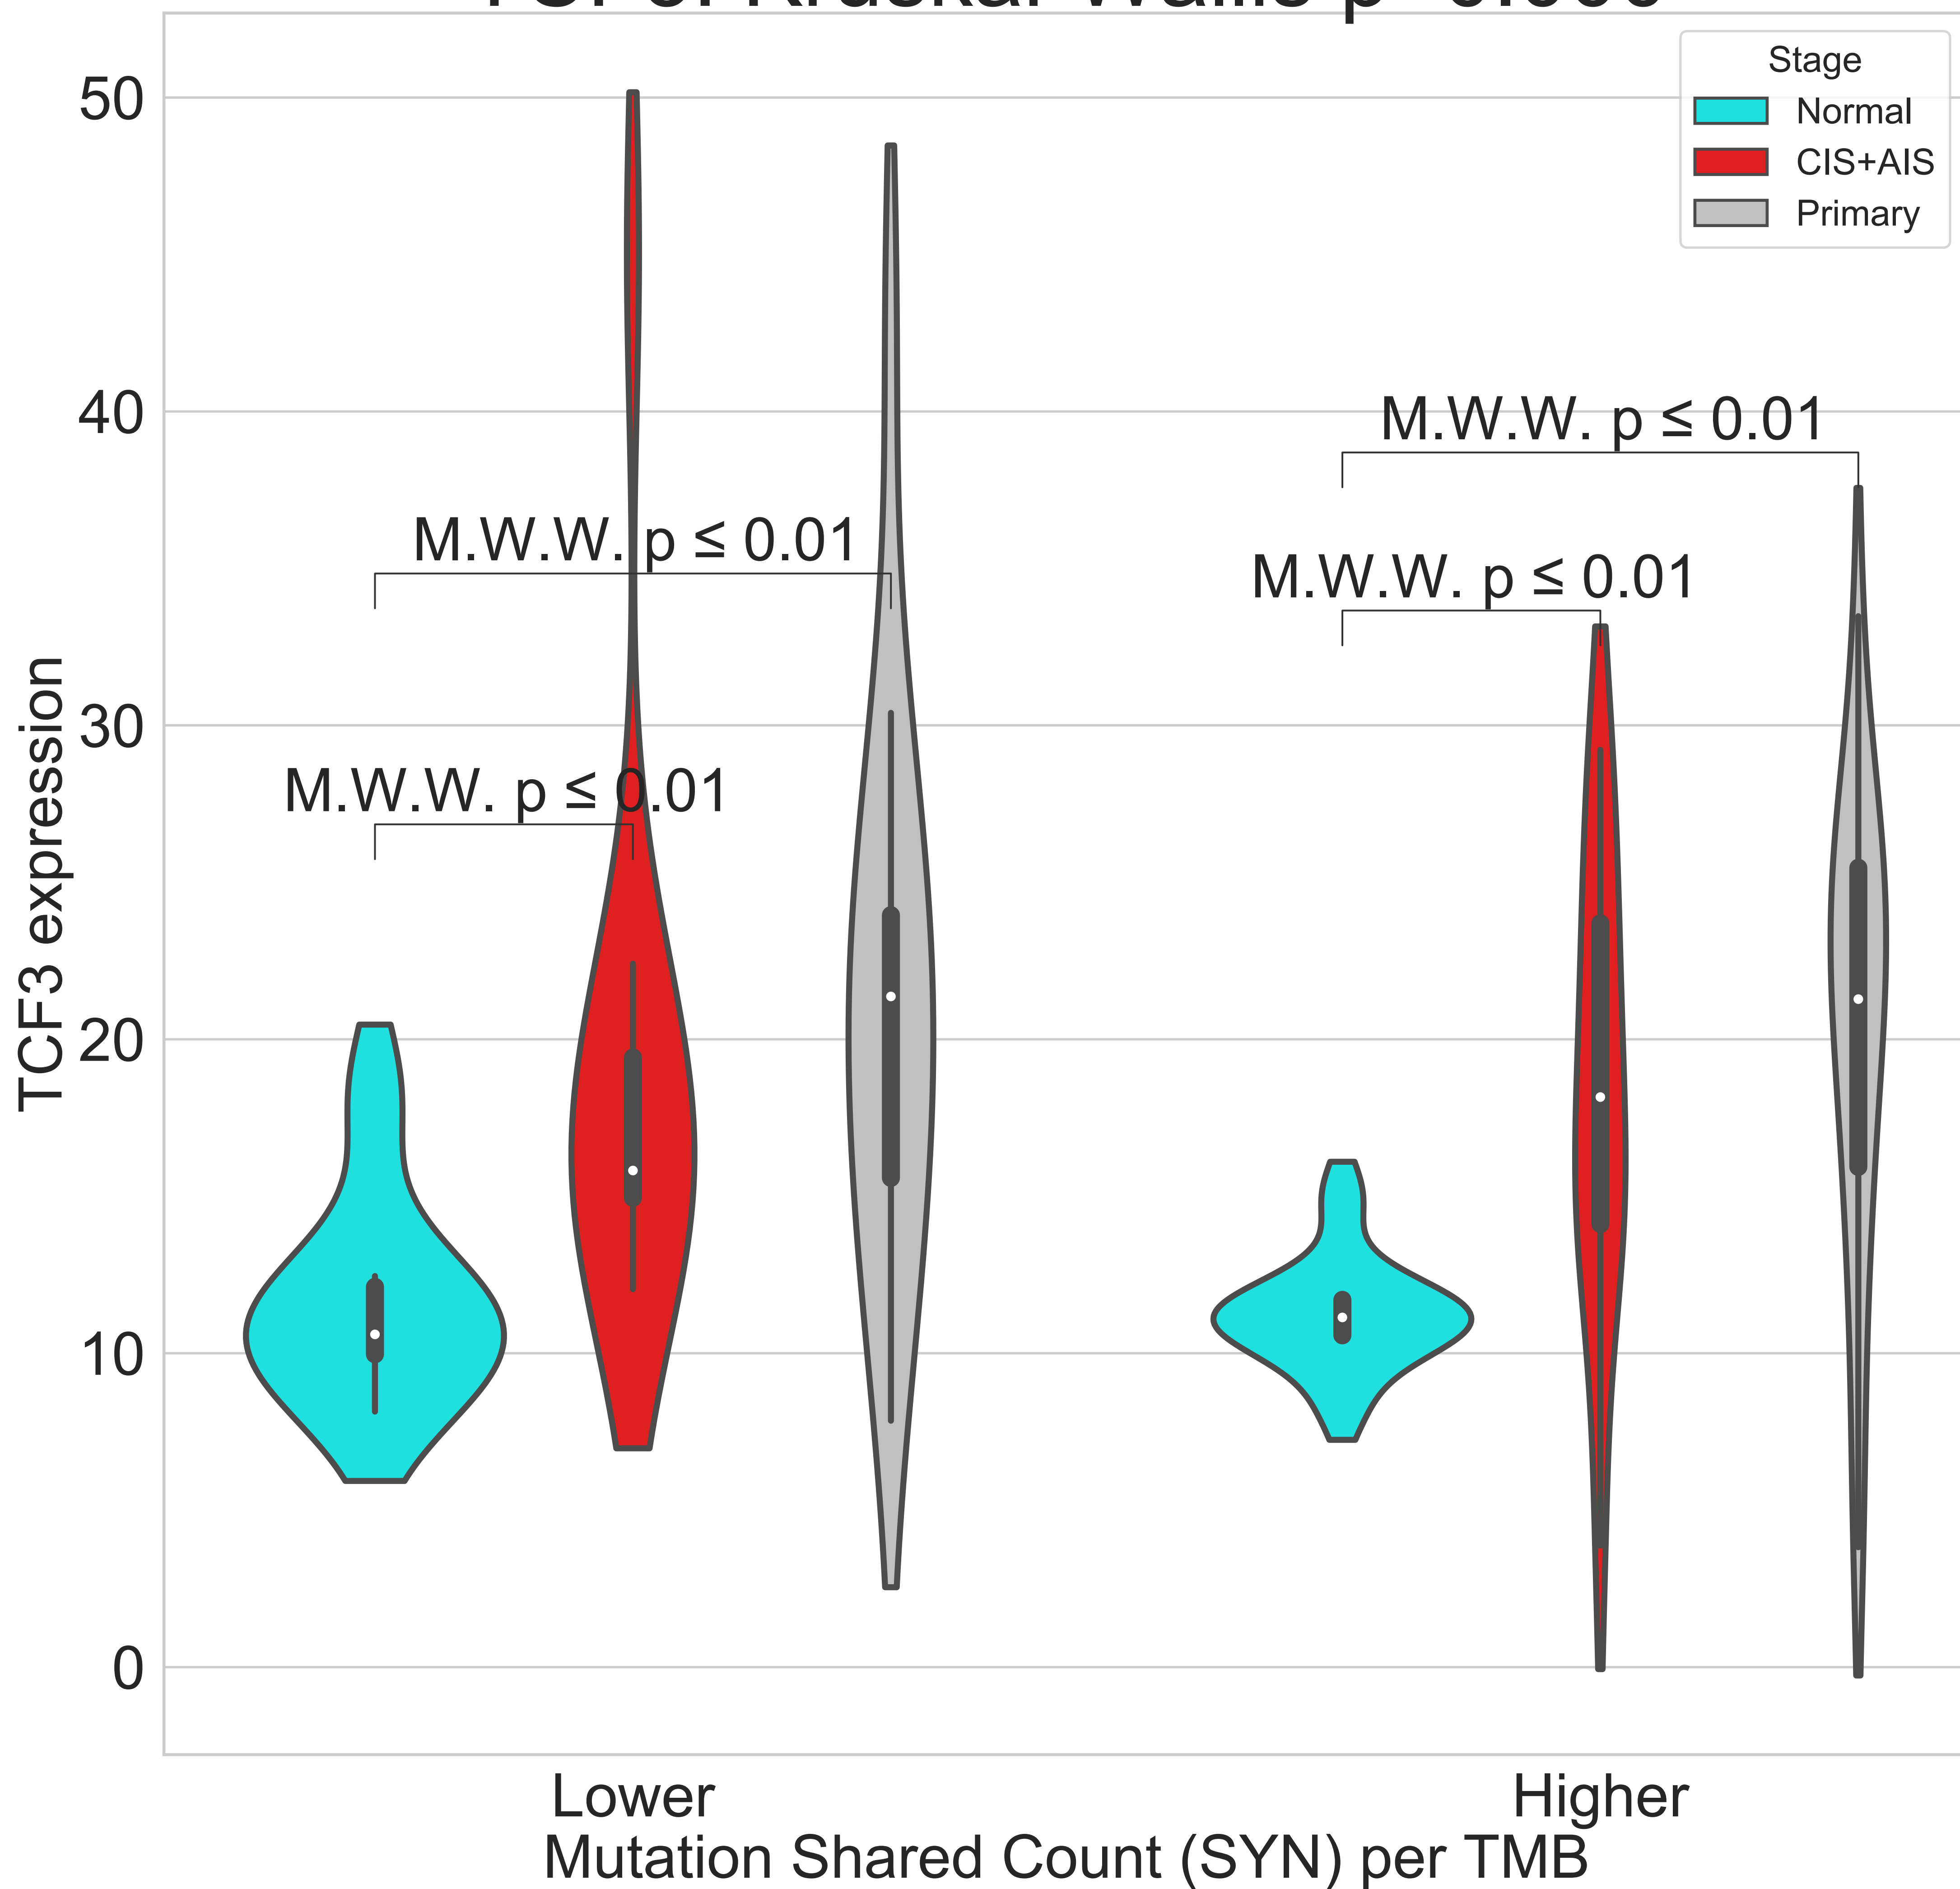 Stage
Normal
CIS+AIS
Primary
50
40
30
20
10
0
TCF3 expression
M.W.W. p ≤ 0.01
M.W.W. p ≤ 0.01
M.W.W. p ≤ 0.01
M.W.W. p ≤ 0.01
Lower
Higher
Mutation Shared Count (SYN) per TMB